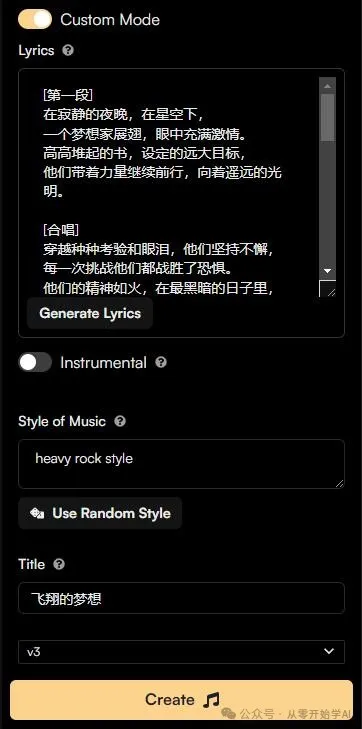 Custom Mode
Lyrics
[第一段]
在寂静的夜晚，在星空下，
一个梦想家展翅，眼中充满激情。
高高堆起的书，设定的远大目标，
他们带着力量继续前行，向着遥远的光
明。
[合唱]
穿越种种考验和眼泪，他们坚持不懈，
每一次挑战他们都战胜了恐惧。
他们的精神如火，在最黑暗的日子里，
Generate Lyrics
Instrumental
Style of Music
heavy rock style
Use Random Style
Title
飞翔的梦想
v3
Create
公众号 · 从零开始学AI